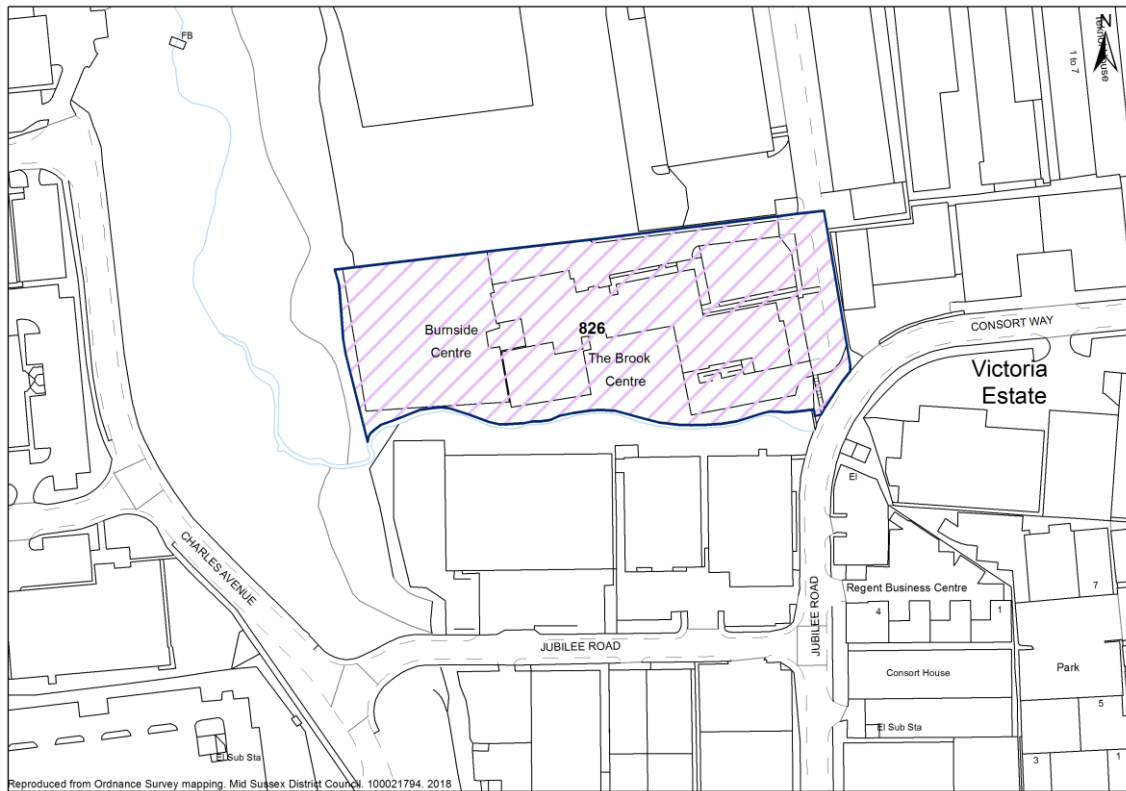 FB
N
Teknol House
1 to 7
Burnside
Centre
826
The Brook
Centre
CONSORT WAY
Victoria
Estate
El
CHARLES AVENUE
JUBILEE ROAD
JUBILEE ROAD
Regent Business Centre
4
1
7
Consort House
Park
El Sub Sta
5
El Sub Sta
3
1
Reproduced from Ordnance Survey mapping. Mid Sussex District Council. 100021794. 2018